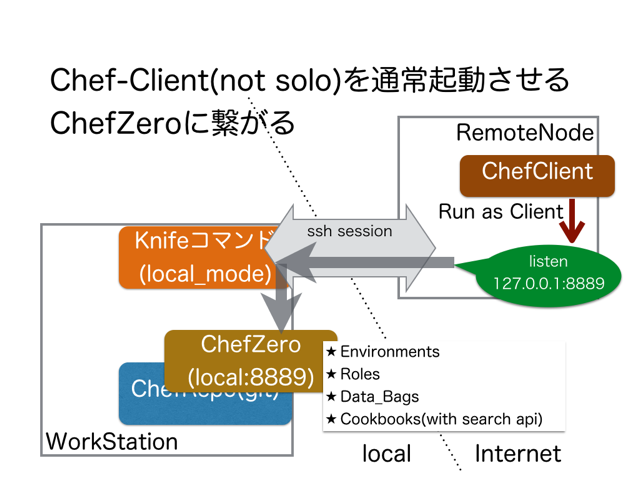 Chef-Client(not solo)を通常起動させる
ChefZeroに繋がる
RemoteNode
ChefClient
Run as Client
ssh session
Knifeコマンド
(local_mode)
listen
127.0.0.1:8889
ChefZero
(local:8889)
ChefRepo(git)
★ Environments
★ Roles
★ Data_Bags
★ Cookbooks(with search api)
WorkStation
local
Internet